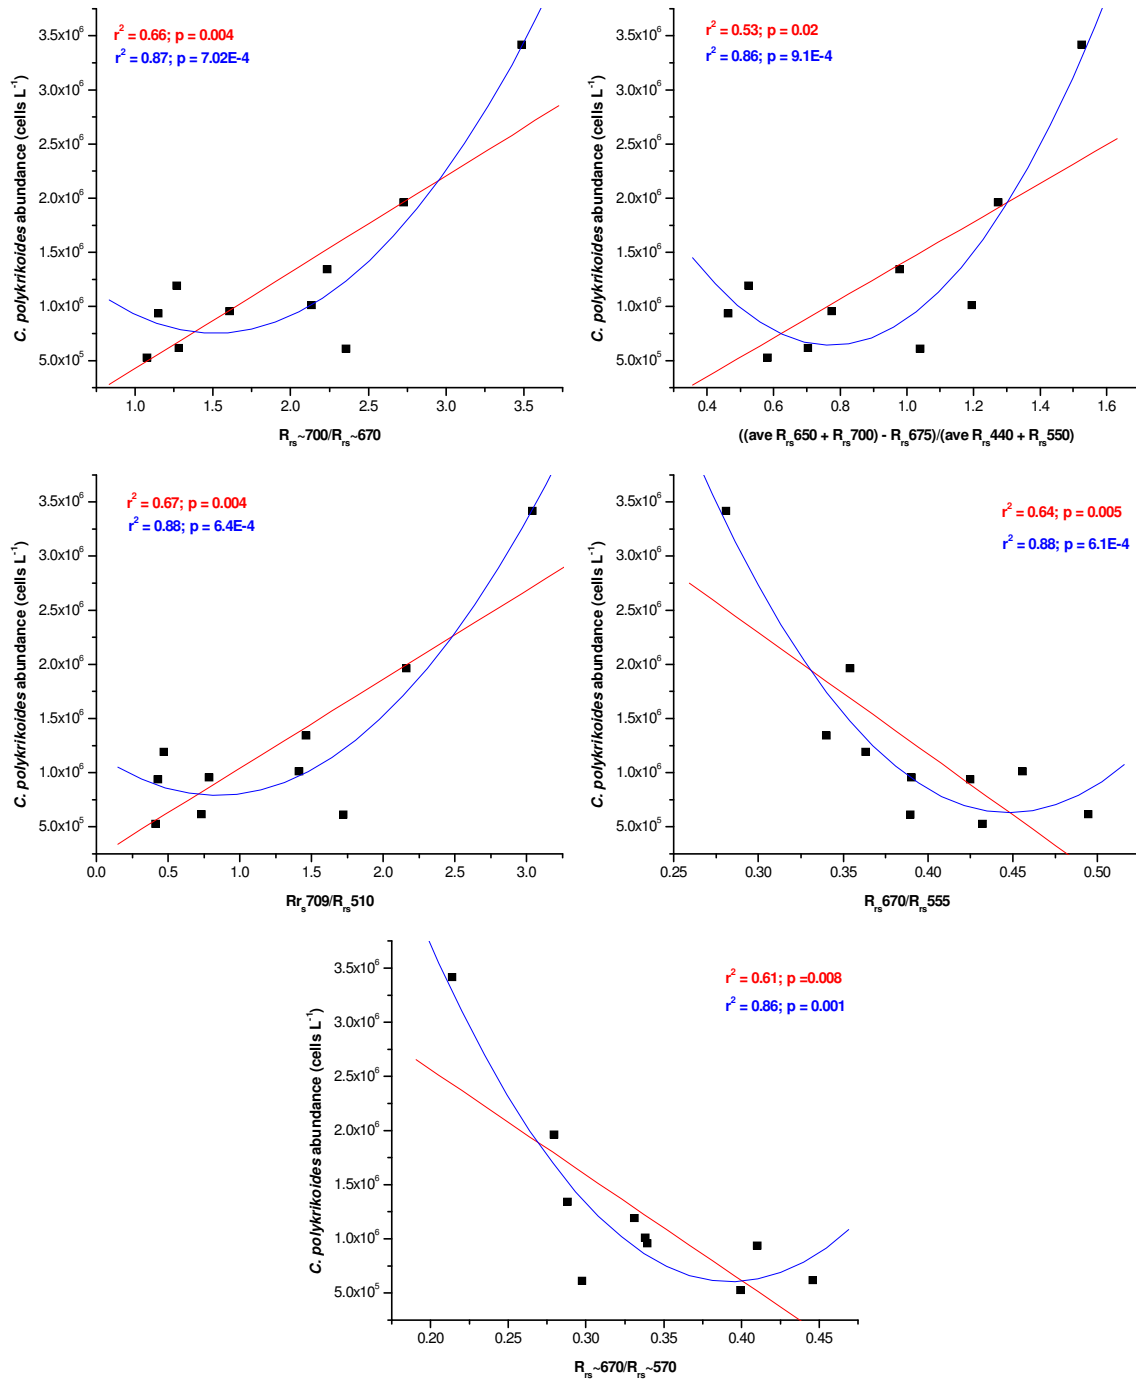 r² = 0.66; p = 0.004
r² = 0.87; p = 7.02E-4
C. polykrikoides abundance (cells L⁻¹)
3.5x10⁶
3.0x10⁶
2.5x10⁶
2.0x10⁶
1.5x10⁶
1.0x10⁶
5.0x10⁵
1.0 1.5 2.0 2.5 3.0 3.5
Rrs~700/Rrs~670
r² = 0.53; p = 0.02
r² = 0.86; p = 9.1E-4
C. polykrikoides abundance (cells L⁻¹)
3.5x10⁶
3.0x10⁶
2.5x10⁶
2.0x10⁶
1.5x10⁶
1.0x10⁶
5.0x10⁵
0.4 0.6 0.8 1.0 1.2 1.4 1.6
((ave Rrs650 + Rrs700) - Rrs675)/(ave Rrs440 + Rrs550)
r² = 0.67; p = 0.004
r² = 0.88; p = 6.4E-4
C. polykrikoides abundance (cells L⁻¹)
3.5x10⁶
3.0x10⁶
2.5x10⁶
2.0x10⁶
1.5x10⁶
1.0x10⁶
5.0x10⁵
0.0 0.5 1.0 1.5 2.0 2.5 3.0
Rrs709/Rrs510
r² = 0.64; p = 0.005
r² = 0.88; p = 6.1E-4
C. polykrikoides abundance (cells L⁻¹)
3.5x10⁶
3.0x10⁶
2.5x10⁶
2.0x10⁶
1.5x10⁶
1.0x10⁶
5.0x10⁵
0.25 0.30 0.35 0.40 0.45 0.50
Rrs670/Rrs555
r² = 0.61; p =0.008
r² = 0.86; p = 0.001
C. polykrikoides abundance (cells L⁻¹)
3.5x10⁶
3.0x10⁶
2.5x10⁶
2.0x10⁶
1.5x10⁶
1.0x10⁶
5.0x10⁵
0.20 0.25 0.30 0.35 0.40 0.45
Rrs~670/Rrs~570